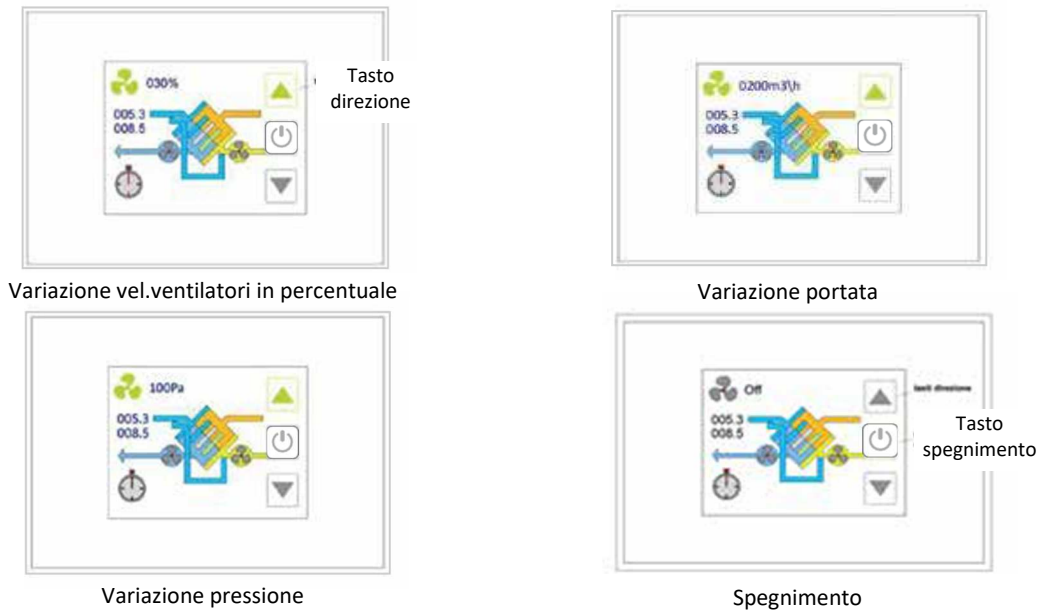 030%
Tasto
direzione
005.3
008.5
Variazione vel.ventilatori in percentuale
0200m3\h
005.3
008.5
Variazione portata
100Pa
005.3
008.5
Variazione pressione
Off
tasti direzione
005.3
008.5
Tasto
spegnimento
Spegnimento